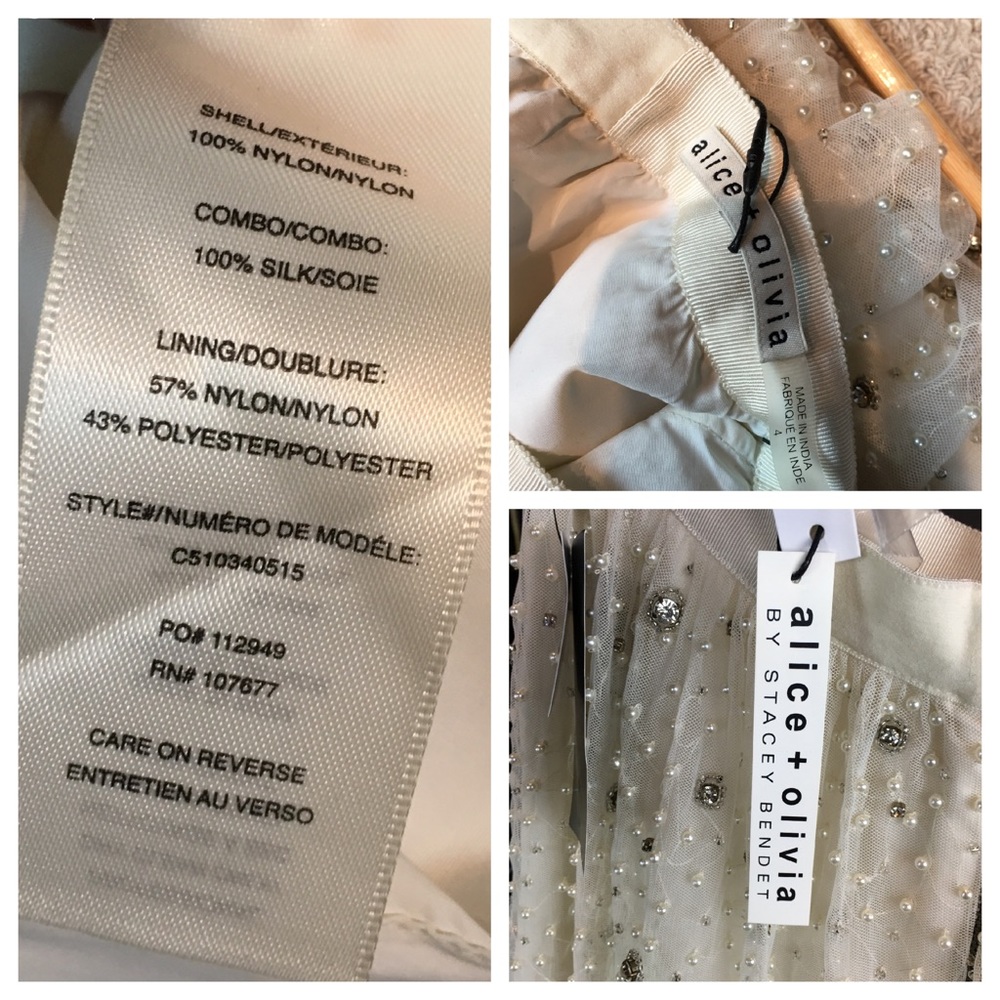 SHELL/EXTÉRIEUR:
100% NYLON/NYLON
COMBO/COMBO:
100% SILK/SOIE
LINING/DOUBLURE:
57% NYLON/NYLON
43% POLYESTER/POLYESTER
STYLE#/NUMÉRO DE MODÉLE:
C510340515
PO# 112949
RN# 107677
CARE ON REVERSE
ENTRETIEN AU VERSO
alice + olivia
MADE IN INDIA
FABRIQUÉ EN INDE
4
alice + olivia
BY STACEY BENDET